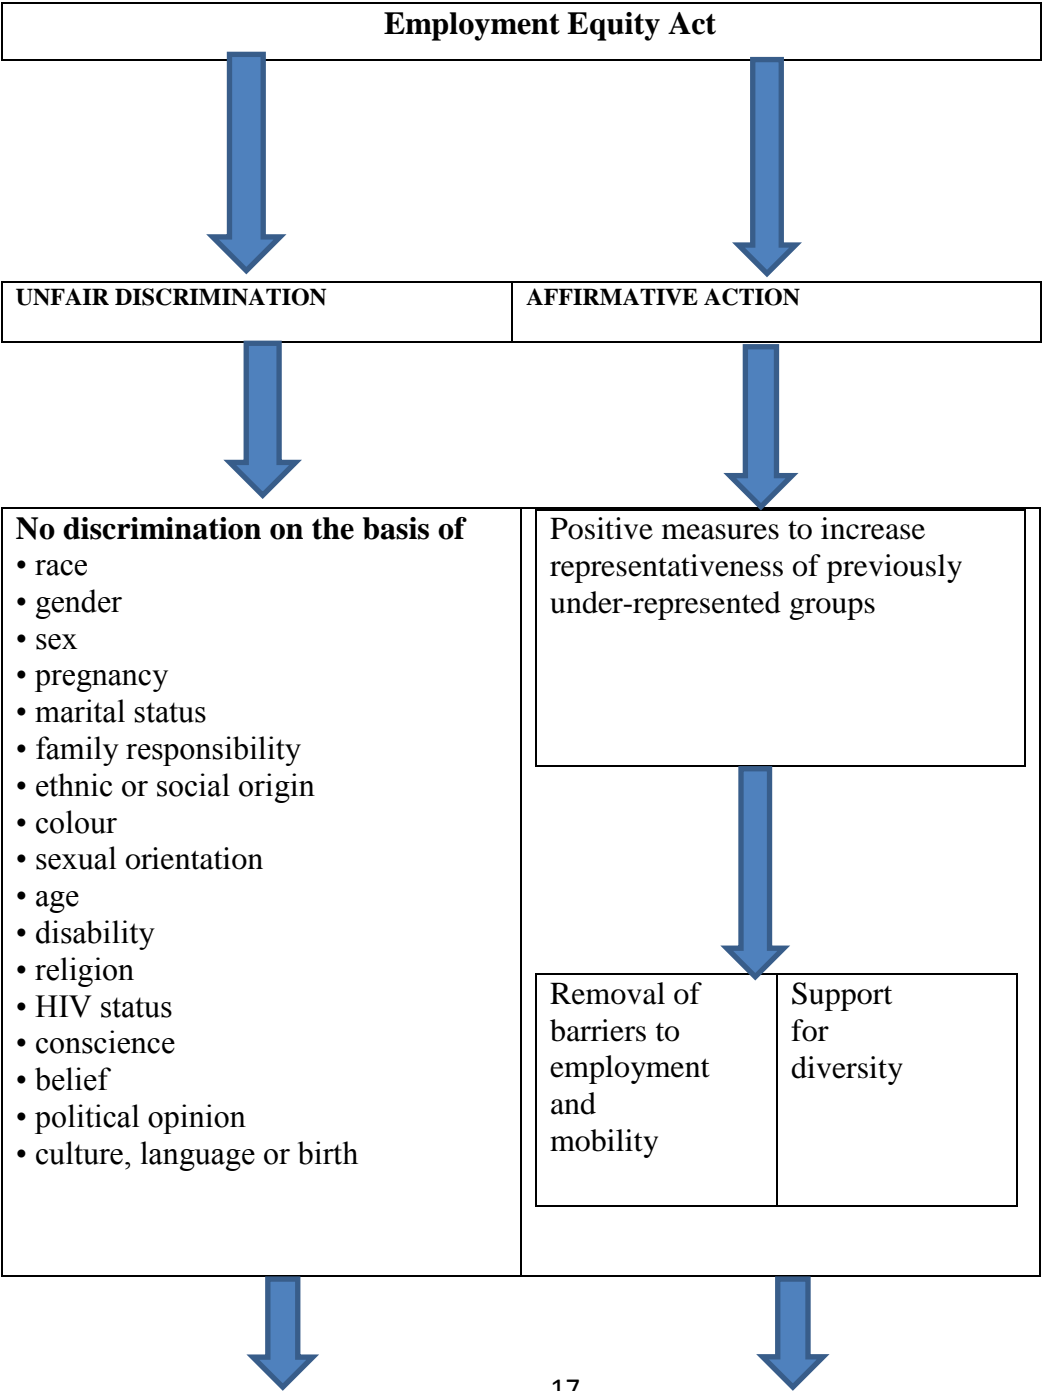 Employment Equity Act
UNFAIR DISCRIMINATION
AFFIRMATIVE ACTION
No discrimination on the basis of
• race
• gender
• sex
• pregnancy
• marital status
• family responsibility
• ethnic or social origin
• colour
• sexual orientation
• age
• disability
• religion
• HIV status
• conscience
• belief
• political opinion
• culture, language or birth
Positive measures to increase
representativeness of previously
under-represented groups
Removal of
barriers to
employment
and
mobility
Support
for
diversity
17